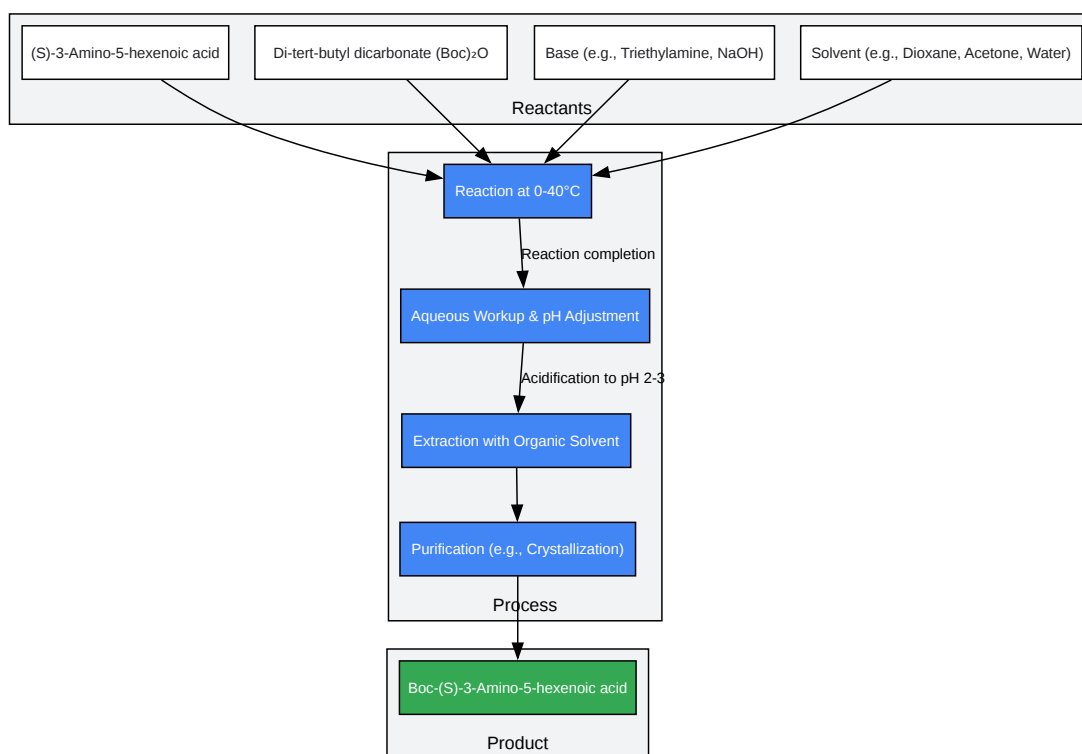 (S)-3-Amino-5-hexenoic acid
Di-tert-butyl dicarbonate (Boc)₂O
Base (e.g., Triethylamine, NaOH)
Solvent (e.g., Dioxane, Acetone, Water)
Reactants
Reaction at 0-40°C
Reaction completion
Aqueous Workup & pH Adjustment
Acidification to pH 2-3
Extraction with Organic Solvent
Purification (e.g., Crystallization)
Process
Boc-(S)-3-Amino-5-hexenoic acid
Product